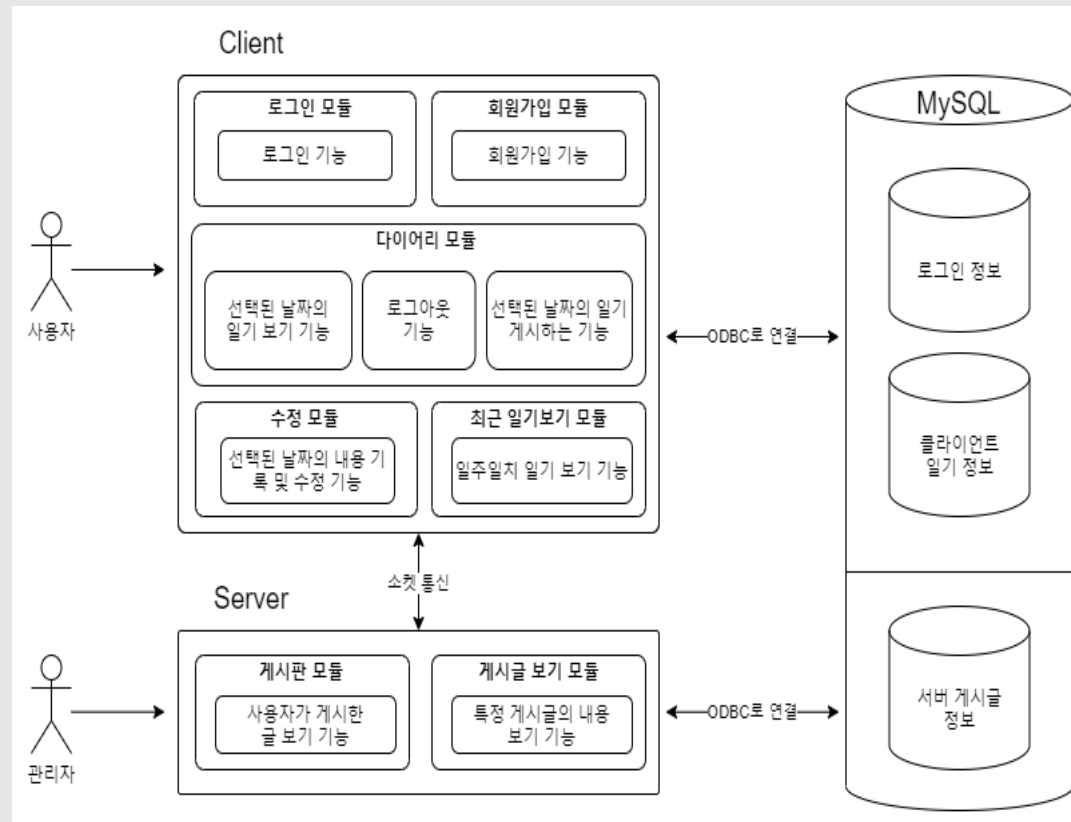 Client
로그인 모듈
로그인 기능
회원가입 모듈
회원가입 기능
다이어리 모듈
선택된 날짜의
일기 보기 기능
로그아웃
기능
선택된 날짜의 일기
게시하는 기능
수정 모듈
선택된 날짜의 내용 기
록 및 수정 기능
최근 일기보기 모듈
일주일치 일기 보기 기능
사용자
ODBC로 연결
MySQL
로그인 정보
클라이언트
일기 정보
소켓 통신
Server
게시판 모듈
사용자가 게시한
글 보기 기능
게시글 보기 모듈
특정 게시글의 내용
보기 기능
관리자
ODBC로 연결
서버 게시글
정보